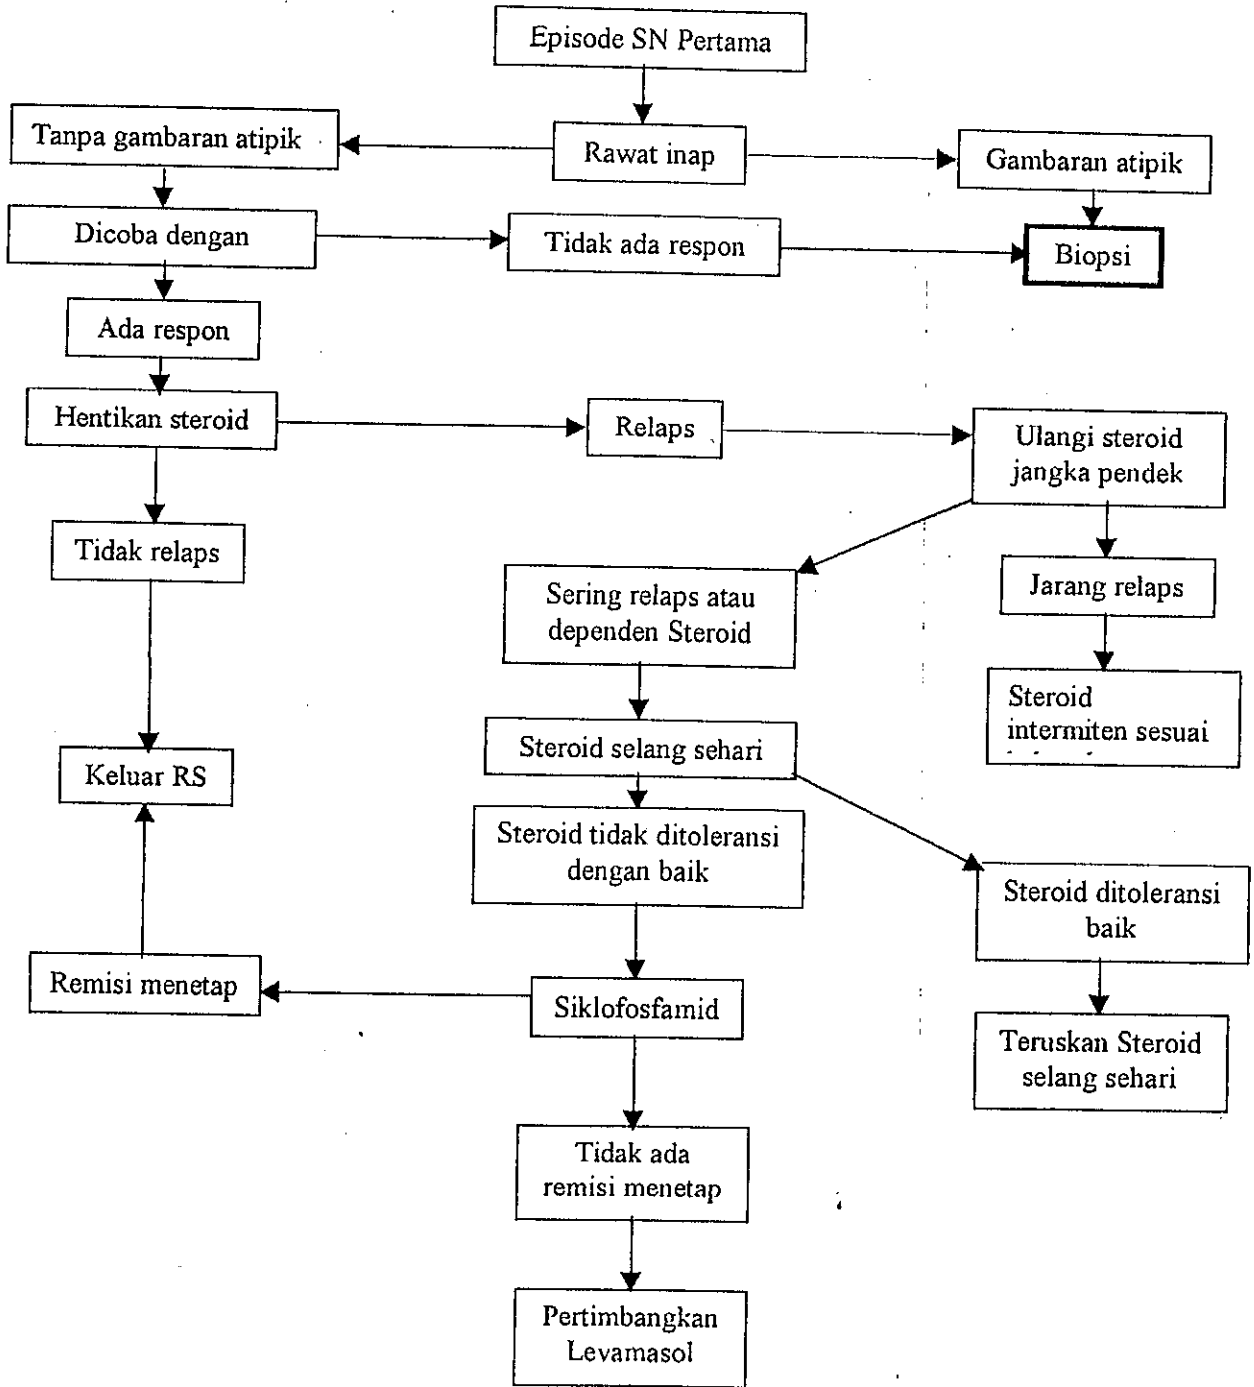 Episode SN Pertama
Tanpa gambaran atipik
Rawat inap
Gambaran atipik
Dicoba dengan
Tidak ada respon
Biopsi
Ada respon
Hentikan steroid
Relaps
Ulangi steroid
jangka pendek
Tidak relaps
Sering relaps atau
dependen Steroid
Jarang relaps
Steroid
intermiten sesuai
Keluar RS
Steroid selang sehari
Steroid tidak ditoleransi
dengan baik
Steroid ditoleransi
baik
Remisi menetap
Siklofosfamid
Teruskan Steroid
selang sehari
Tidak ada
remisi menetap
Pertimbangkan
Levamasol